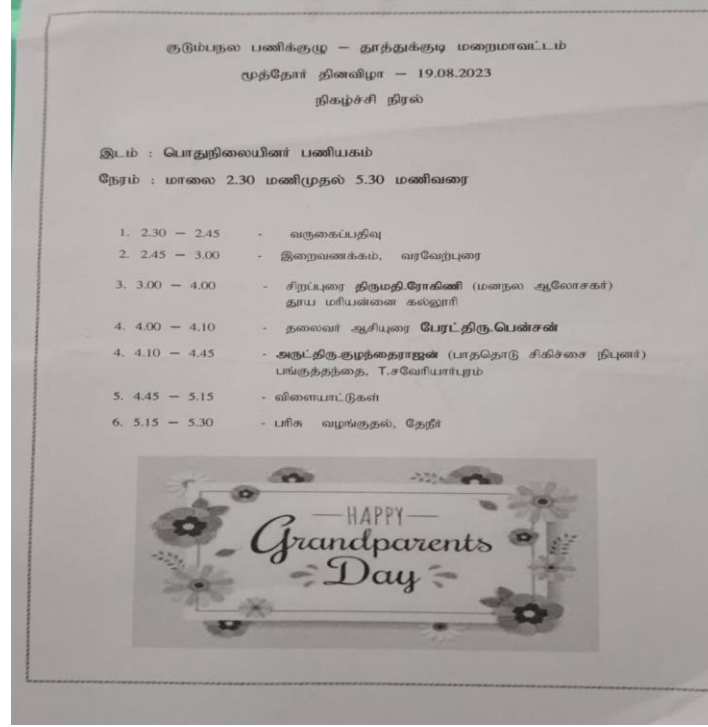 குடும்பநல பணிக்குழு – தூத்துக்குடி மறைமாவட்டம்
மூத்தோர் தினவிழா – 19.08.2023
நிகழ்ச்சி நிரல்
இடம் : பொதுநிலையினர் பணியகம்
நேரம் : மாலை 2.30 மணிமுதல் 5.30 மணிவரை
1. 2.30 – 2.45 - வருகைப்பதிவு
2. 2.45 – 3.00 - இறைவணக்கம், வரவேற்புரை
3. 3.00 – 4.00 - சிறப்புரை திருமதி.ரோகிணி (மனநல ஆலோசகர்)
தூய மரியன்னை கல்லூரி
4. 4.00 – 4.10 - தலைவர் ஆசியுரை பேரட்திரு.பென்சன்
4. 4.10 – 4.45 - அருட்திரு.குழந்தைராஜன் (பாததொடு சிகிச்சை நிபுனர்)
பங்குத்தந்தை, T.சவேரியார்புரம்
5. 4.45 – 5.15 - விளையாட்டுகள்
6. 5.15 – 5.30 - பரிசு வழங்குதல், தேநீர்
HAPPY
Grandparents
Day